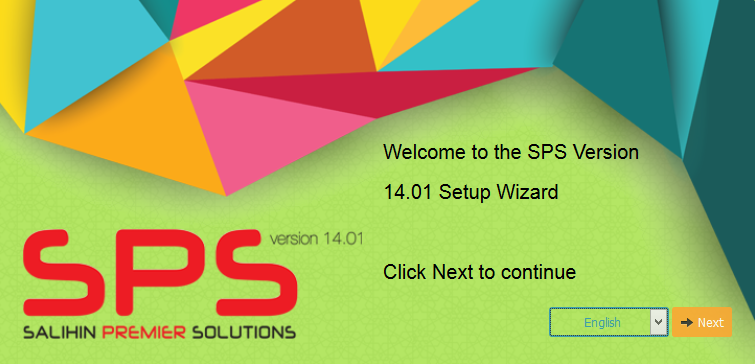 Welcome to the SPS Version
14.01 Setup Wizard
Click Next to continue
SPS version 14.01
SALIHIN PREMIER SOLUTIONS
English
Next